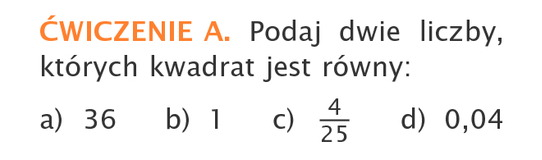 ĆWICZENIE A. Podaj dwie liczby,
których kwadrat jest równy:
a) 36 b) 1 c) 4/25 d) 0,04